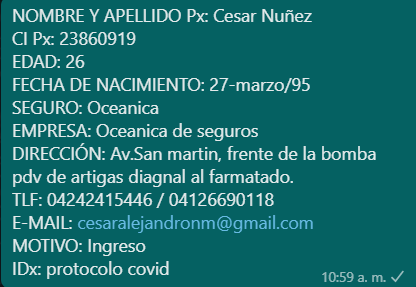 NOMBRE Y APELLIDO Px: Cesar Nuñez
CI Px: 23860919
EDAD: 26
FECHA DE NACIMIENTO: 27-marzo/95
SEGURO: Oceanica
EMPRESA: Oceanica de seguros
DIRECCIÓN: Av.San martin, frente de la bomba
pdv de artigas diagnal al farmatado.
TLF: 04242415446 / 04126690118
E-MAIL: cesaralejandronm@gmail.com
MOTIVO: Ingreso
IDx: protocolo covid
10:59 a. m.